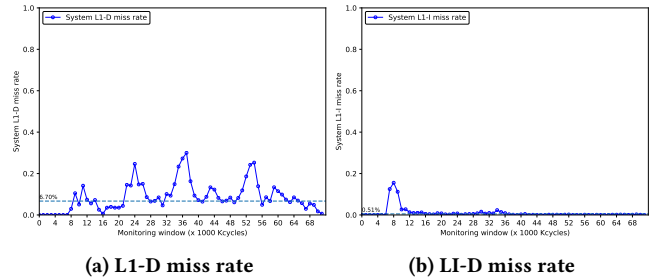 System L1-D miss rate
1.0
0.8
0.6
0.4
0.2
0.0
System L1-D miss rate
6.70%
0 4 8 12 16 20 24 28 32 36 40 44 48 52 56 60 64 68
Monitoring window (x 1000 Kcycles)
(a) L1-D miss rate
System L1-I miss rate
1.0
0.8
0.6
0.4
0.2
0.0
System L1-I miss rate
0.51%
0 4 8 12 16 20 24 28 32 36 40 44 48 52 56 60 64 68
Monitoring window (x 1000 Kcycles)
(b) LI-D miss rate